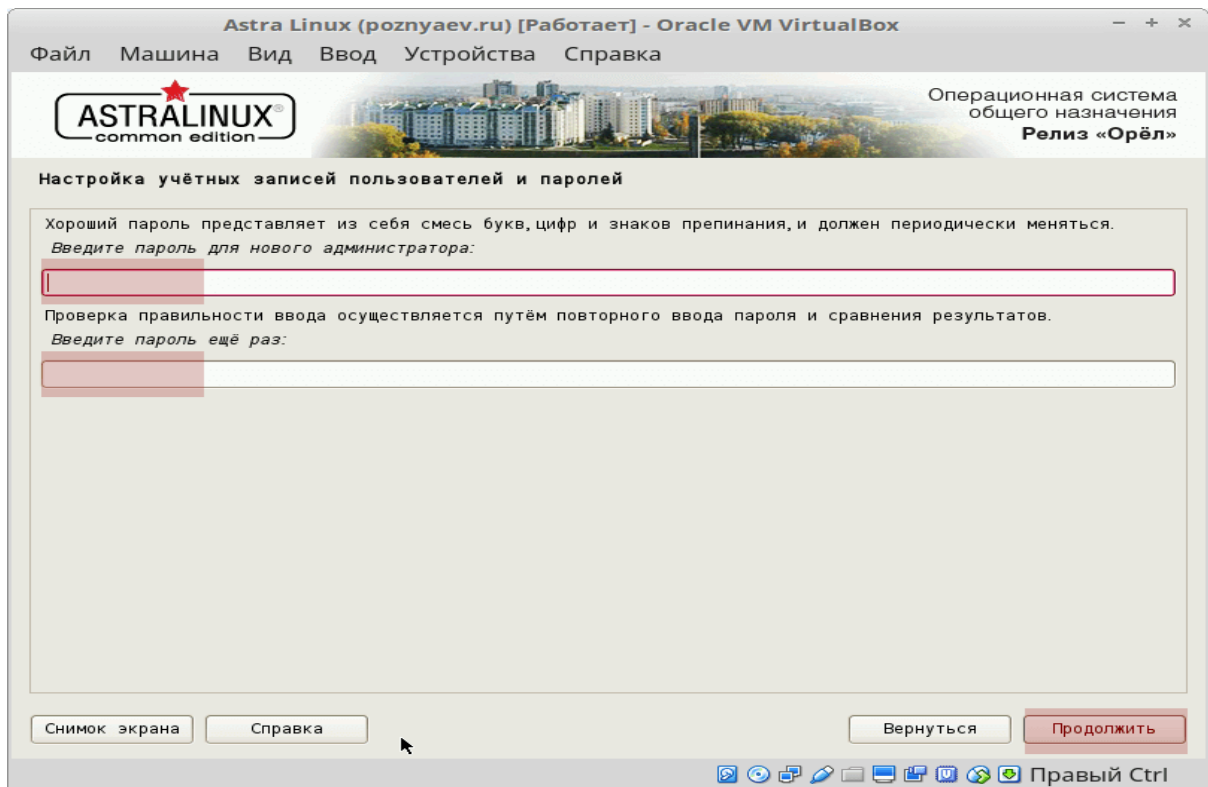 Astra Linux (poznyaev.ru) [Работает] - Oracle VM VirtualBox
Файл Машина Вид Ввод Устройства Справка
ASTRALINUX®
common edition
Операционная система
общего назначения
Релиз «Орёл»
Настройка учётных записей пользователей и паролей
Хороший пароль представляет из себя смесь букв, цифр и знаков препинания, и должен периодически меняться.
Введите пароль для нового администратора:
Проверка правильности ввода осуществляется путём повторного ввода пароля и сравнения результатов.
Введите пароль ещё раз:
Снимок экрана Справка Вернуться Продолжить
Правый Ctrl